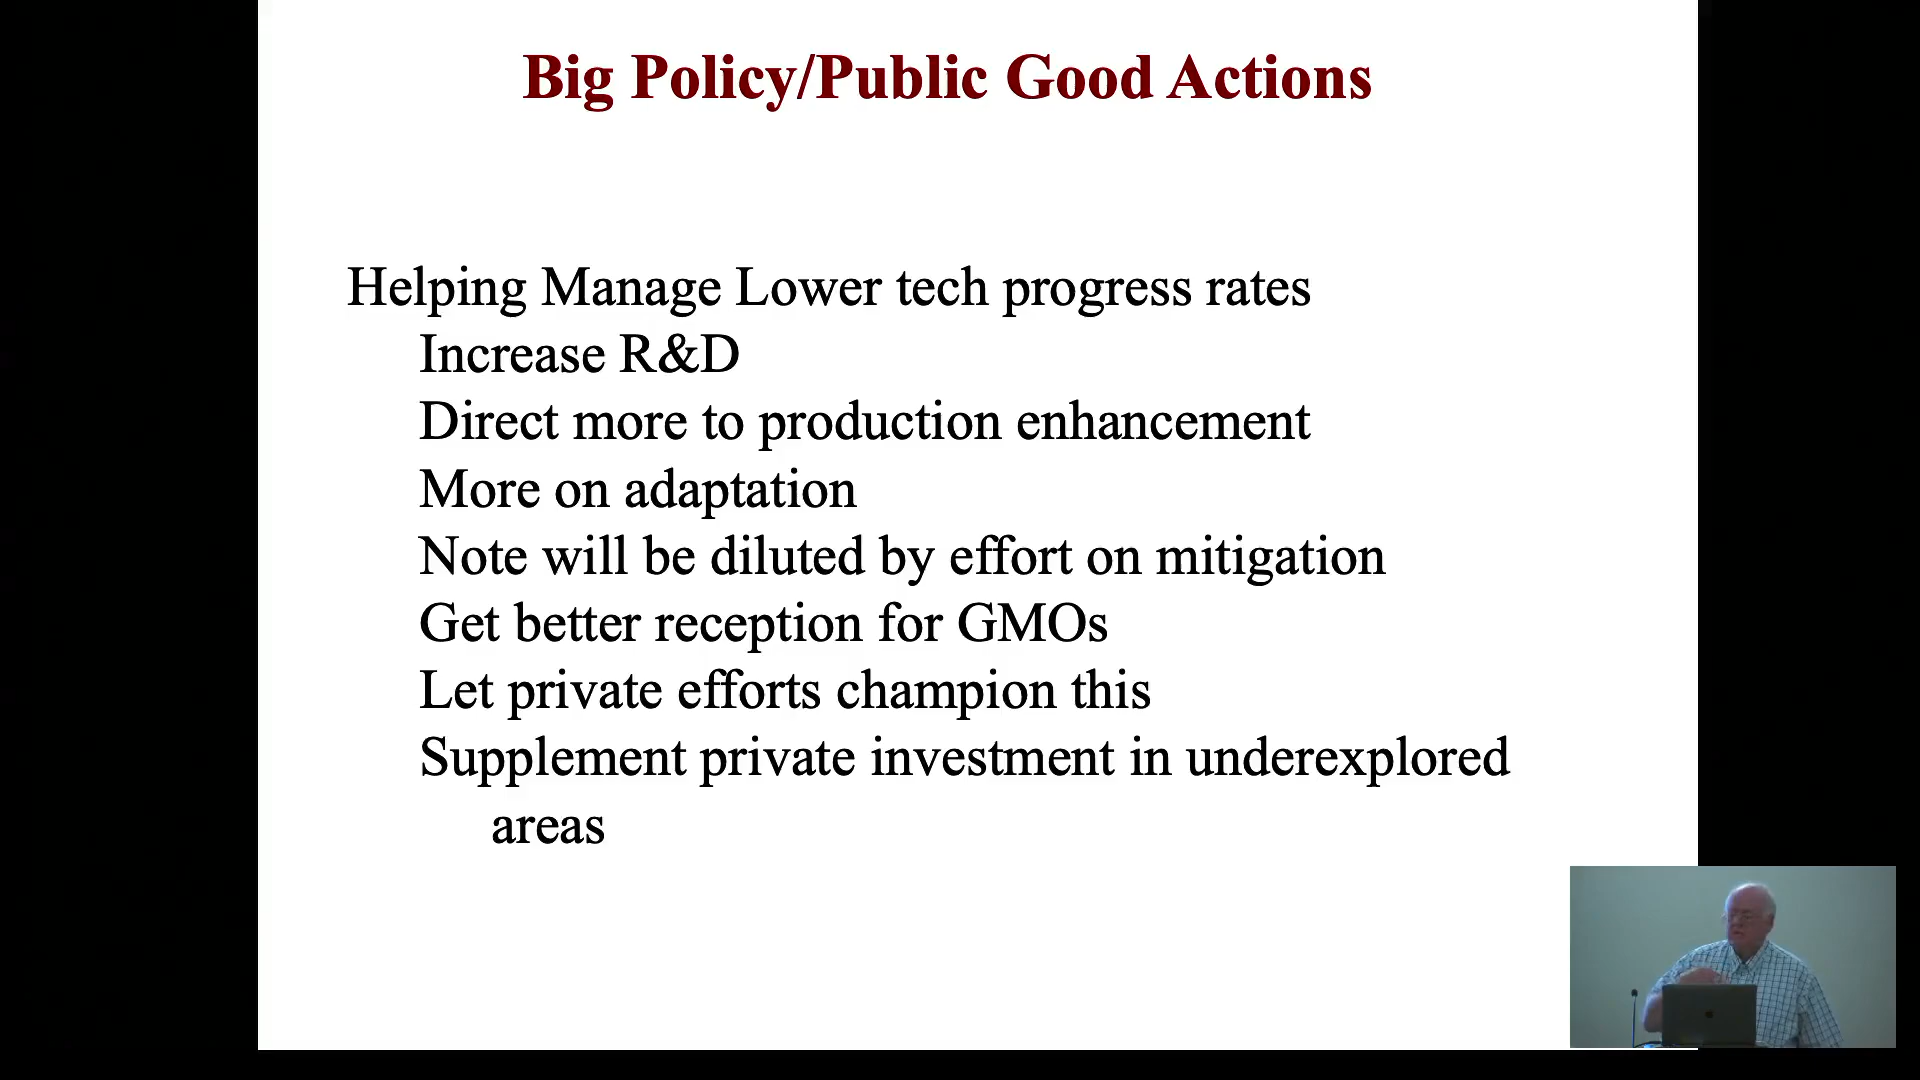 Big Policy/Public Good Actions
Helping Manage Lower tech progress rates
Increase R&D
Direct more to production enhancement
More on adaptation
Note will be diluted by effort on mitigation
Get better reception for GMOs
Let private efforts champion this
Supplement private investment in underexplored
areas